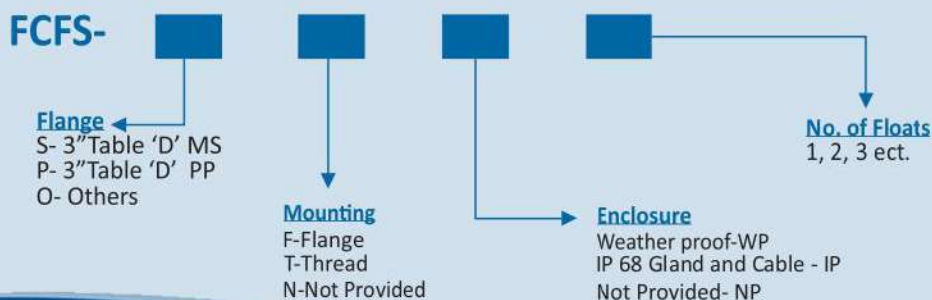 FCFS-
Flange
S- 3”Table ‘D’ MS
P- 3”Table ‘D’ PP
O- Others
Mounting
F-Flange
T-Thread
N-Not Provided
Enclosure
Weather proof-WP
IP 68 Gland and Cable - IP
Not Provided- NP
No. of Floats
1, 2, 3 ect.